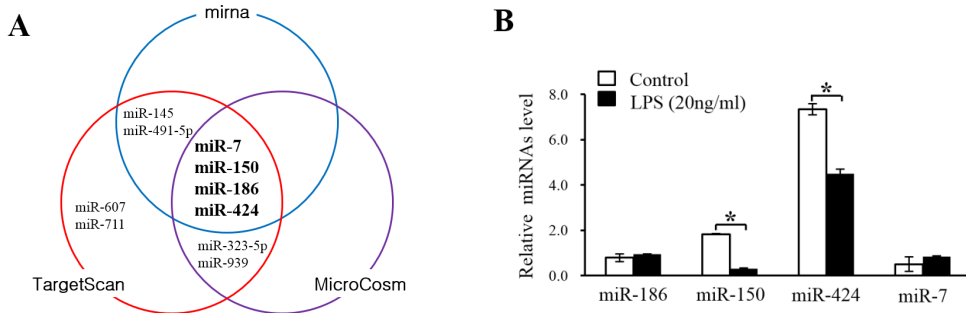 A
mirna
miR-145
miR-491-5p
miR-7
miR-150
miR-186
miR-424
miR-607
miR-711
miR-323-5p
miR-939
TargetScan
MicroCosm
B
Control
LPS (20ng/ml)
Relative miRNAs level
8.0
6.0
4.0
2.0
0.0
*
*
miR-186
miR-150
miR-424
miR-7